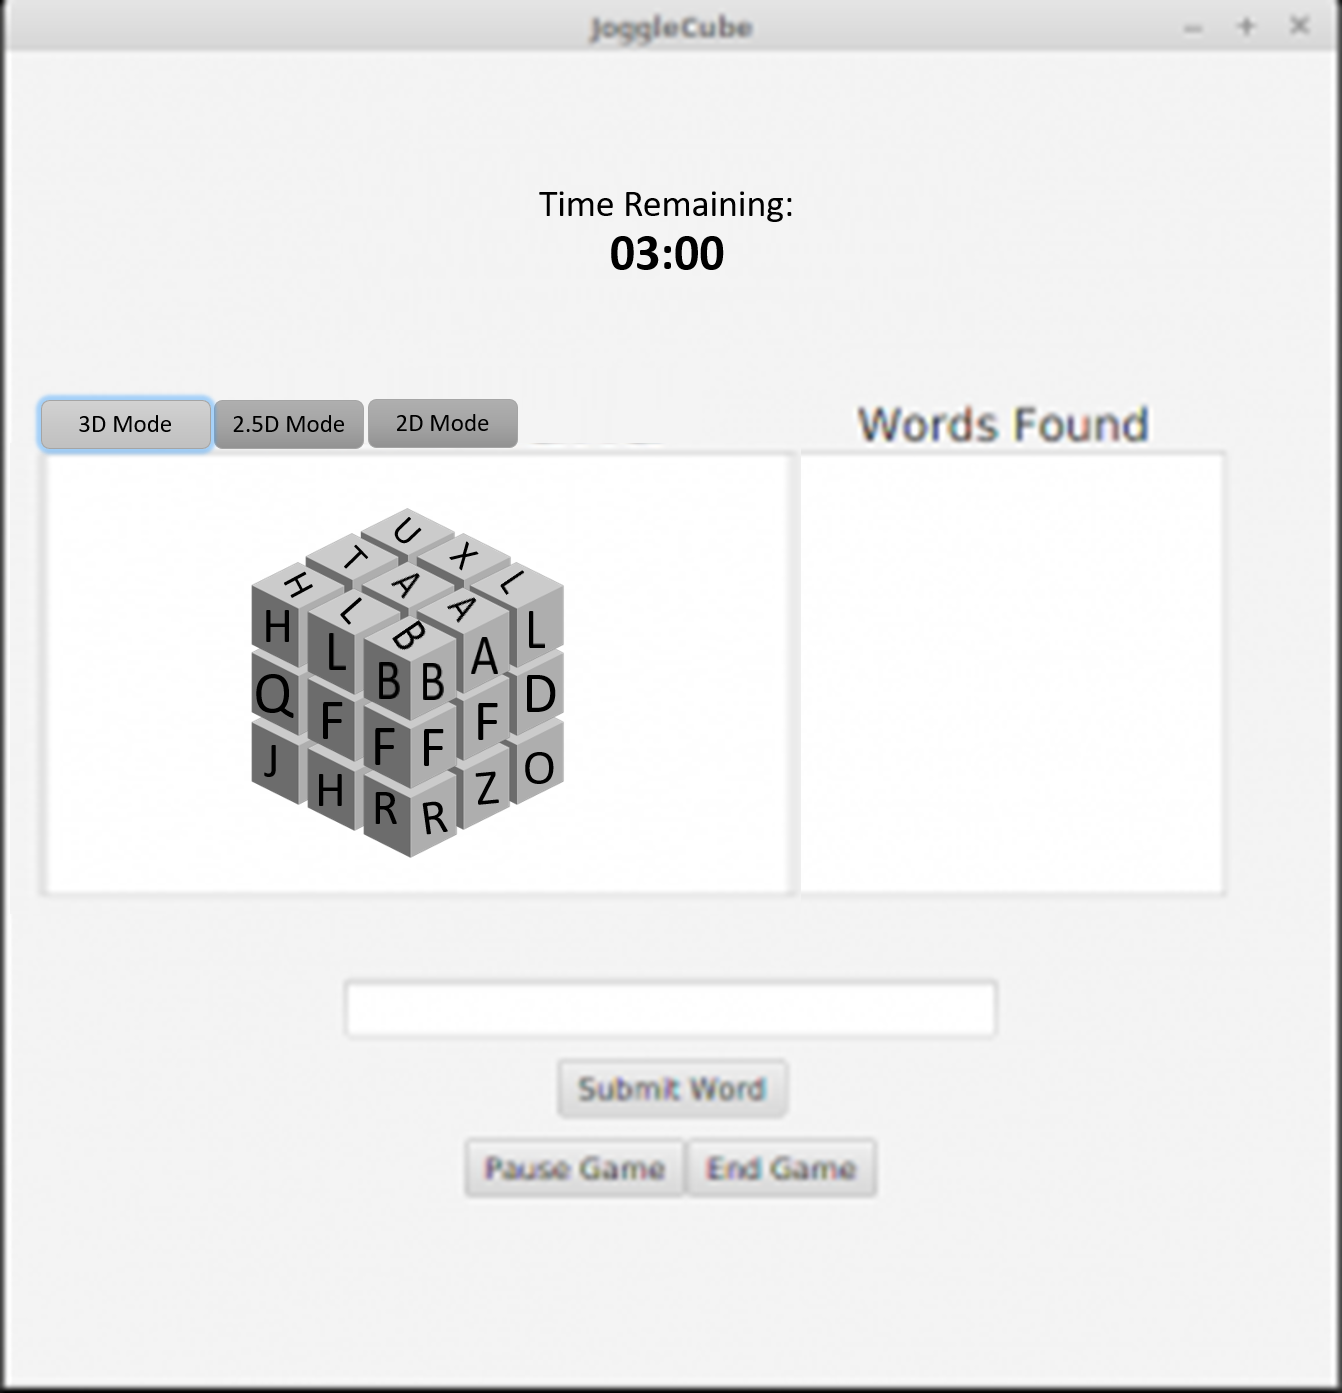 JoggleCube
Time Remaining:
03:00
3D Mode 2.5D Mode 2D Mode
Words Found
U
T X
H A L
L A
B
H L B B A L
Q F F F F D
J H R R Z O
Submit Word
Pause Game End Game